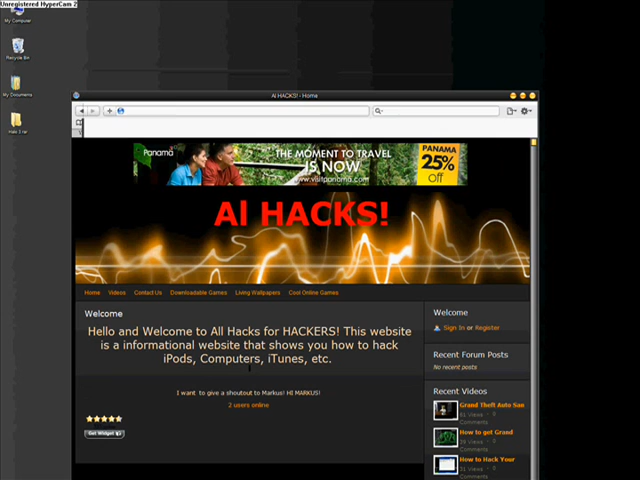 Unregistered HyperCam 2
My Computer
Recycle Bin
My Documents
Al HACKS! - Home
Panama
THE MOMENT TO TRAVEL
IS NOW
www.visitpanama.com
PANAMA
25%
off
Al HACKS!
Home Videos Contact Us Downloadable Games Living Wallpapers Cool Online Games
Welcome
Hello and Welcome to All Hacks for HACKERS! This website
is a informational website that shows you how to hack
iPods, Computers, iTunes, etc.
I want to give a shoutout to Markus! HI MARKUS!
2 users online
Get Widget
Welcome
Sign In or Register
Recent Forum Posts
No recent posts
Recent Videos
Grand Theft Auto San
Views - 0
Comments
How to get Grand
Views - 0
Comments
How to Hack Your
Views - 0
Comments